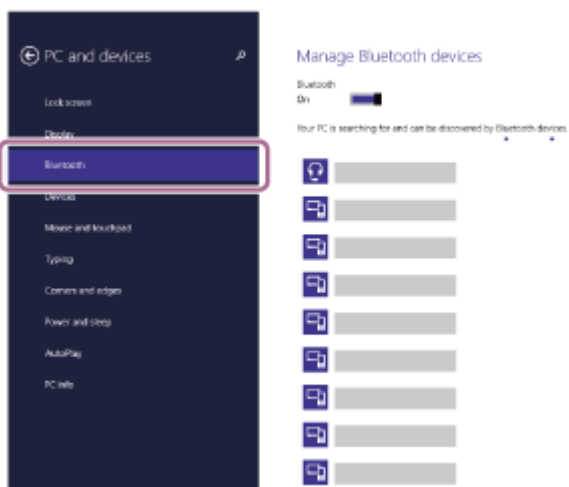 PC and devices
Lock screen
Display
Bluetooth
Devices
Mouse and touchpad
Typing
Corners and edges
Power and sleep
AutoPlay
PC info
Manage Bluetooth devices
Bluetooth
On
Your PC is searching for and can be discovered by Bluetooth devices.